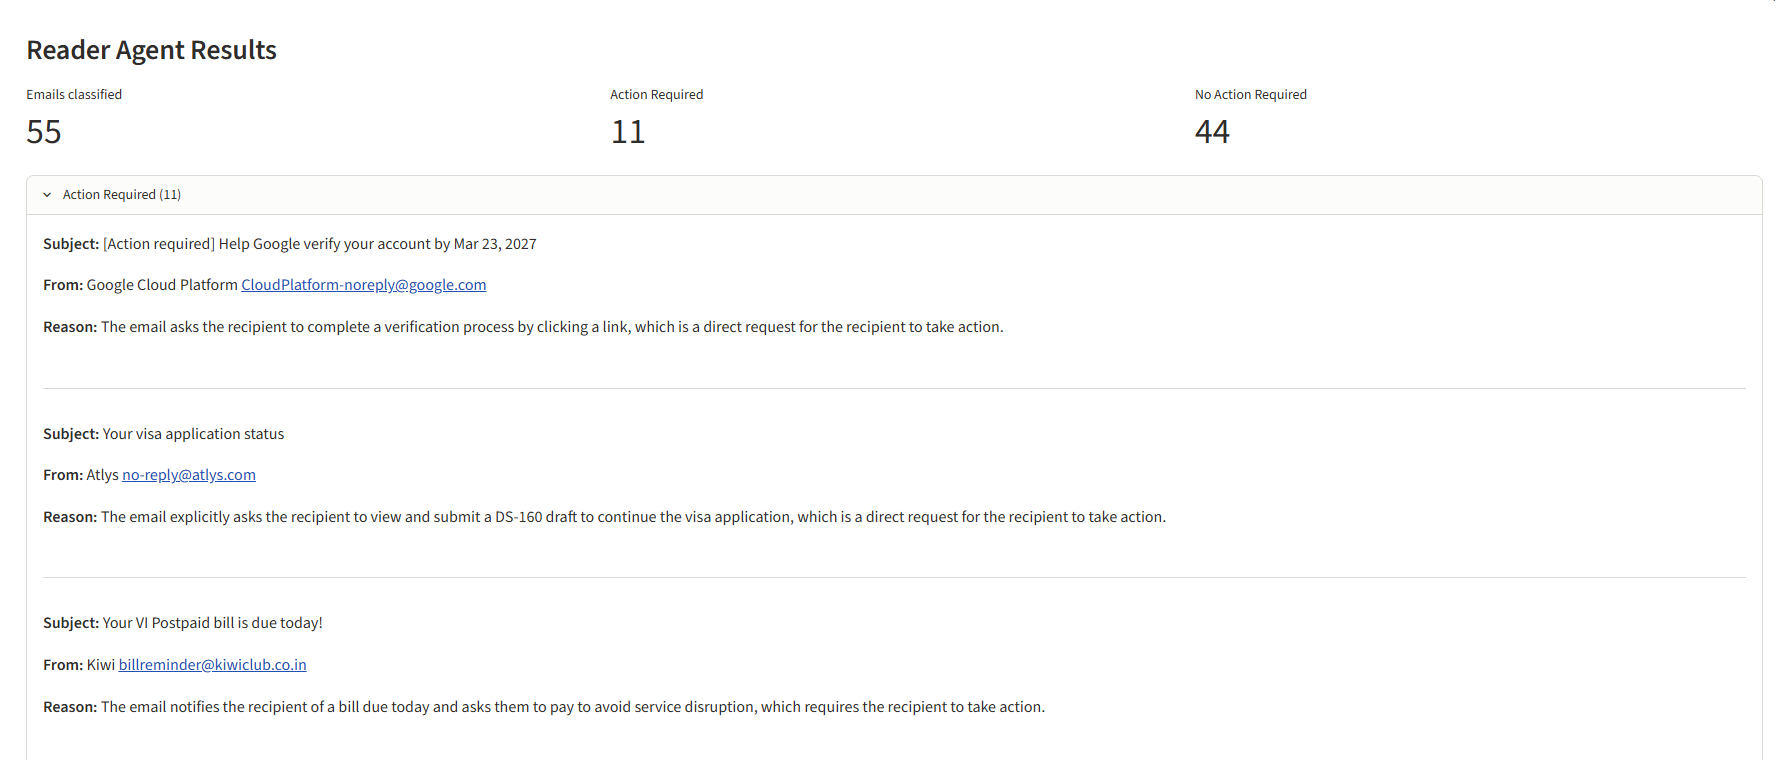 Reader Agent Results
Emails classified
55
Action Required
11
No Action Required
44
Action Required (11)
Subject: [Action required] Help Google verify your account by Mar 23, 2027
From: Google Cloud Platform CloudPlatform-noreply@google.com
Reason: The email asks the recipient to complete a verification process by clicking a link, which is a direct request for the recipient to take action.
Subject: Your visa application status
From: Atlys no-reply@atlys.com
Reason: The email explicitly asks the recipient to view and submit a DS-160 draft to continue the visa application, which is a direct request for the recipient to take action.
Subject: Your VI Postpaid bill is due today!
From: Kiwi billreminder@kiwiclub.co.in
Reason: The email notifies the recipient of a bill due today and asks them to pay to avoid service disruption, which requires the recipient to take action.